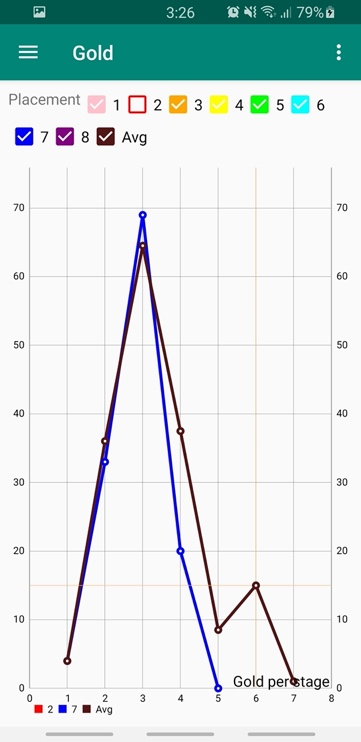 3:26 79%
Gold
Placement 1 2 3 4 5 6
7 8 Avg
70 70
60 60
50 50
40 40
30 30
20 20
10 10
Gold per stage
0 0
0 1 2 3 4 5 6 7 8
2 7 Avg